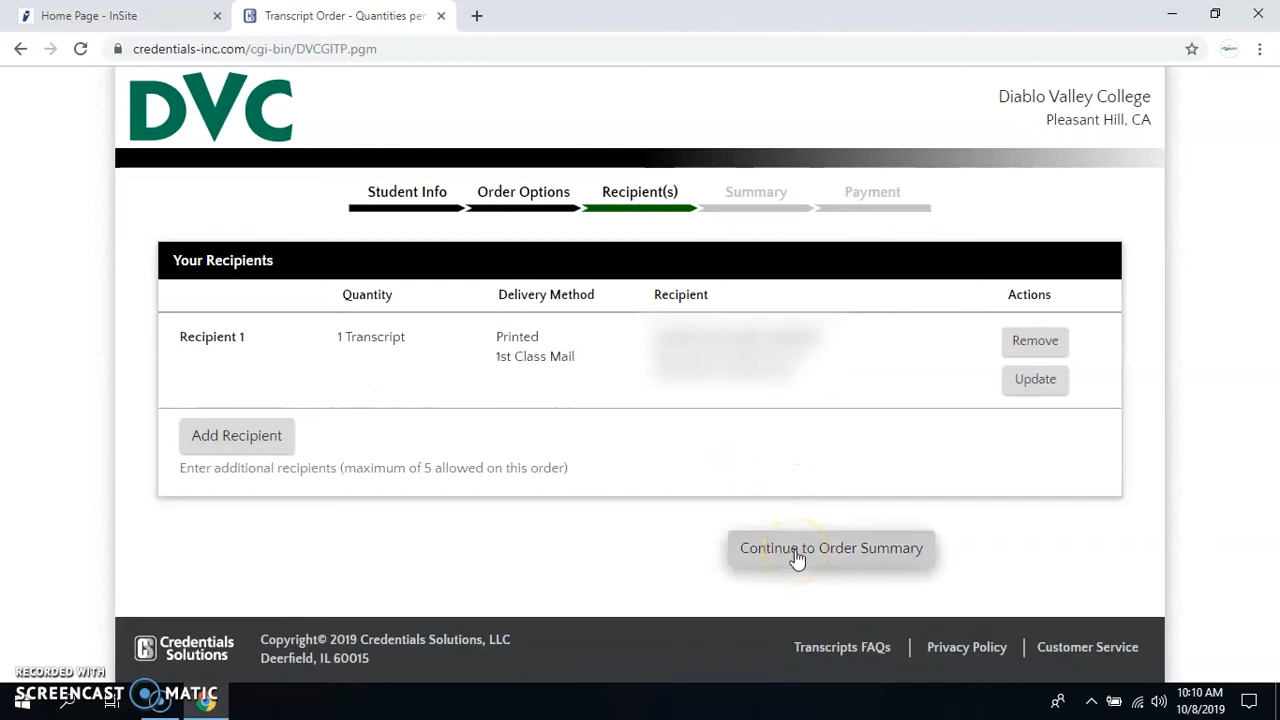 Home Page - InSite
Transcript Order - Quantities per
credentials-inc.com/cgi-bin/DVCGITP.pgm
DVC
Diablo Valley College
Pleasant Hill, CA
Student Info
Order Options
Recipient(s)
Summary
Payment
Your Recipients
Quantity
Delivery Method
Recipient
Actions
Recipient 1
1 Transcript
Printed
1st Class Mail
Remove
Update
Add Recipient
Enter additional recipients (maximum of 5 allowed on this order)
Continue to Order Summary
Credentials
Solutions
Copyright© 2019 Credentials Solutions, LLC
Deerfield, IL 60015
Transcripts FAQs
Privacy Policy
Customer Service
RECORDED WITH
SCREENCAST MATIC
10:10 AM
10/8/2019